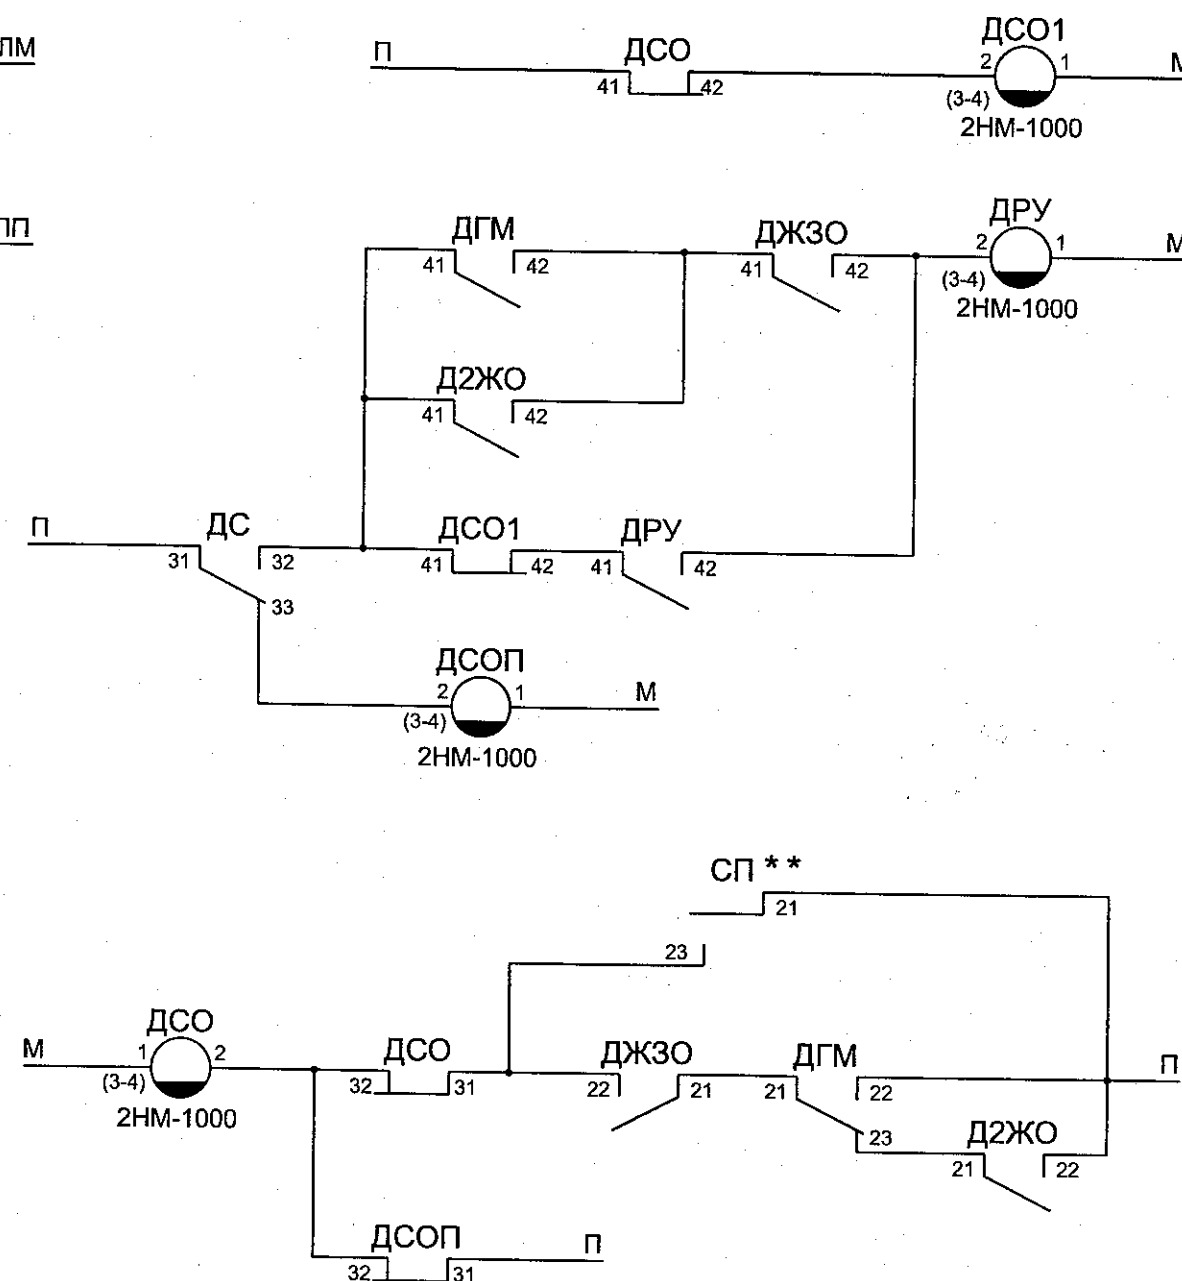 ЛМ
П ДСО ДСО1 М
41 42 2 1
(3-4)
2НМ-1000
ПП
ДГМ ДЖЗО ДРУ М
41 42 41 42 2 1
(3-4)
2НМ-1000
Д2ЖО
41 42
П ДС ДСО1 ДРУ
31 32 41 42 41 42
33
ДСОП
2 1 М
(3-4)
2НМ-1000
СП * *
21
23
ДСО
М 1 2 ДСО ДЖЗО ДГМ П
(3-4) 32 31 22 21 21 22
2НМ-1000
23 Д2ЖО
21 22
ДСОП П
32 31